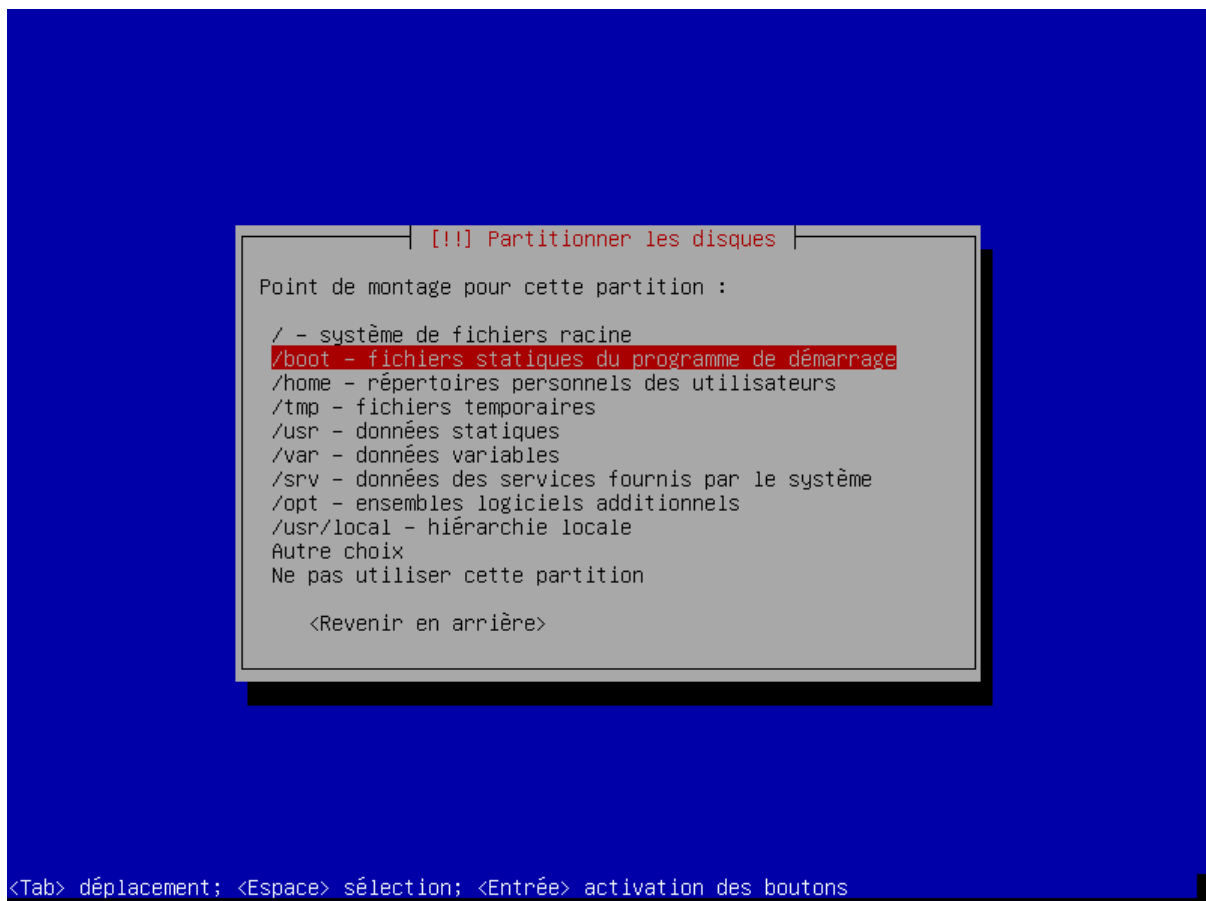 [!!] Partitionner les disques
Point de montage pour cette partition :
/ – système de fichiers racine
/boot – fichiers statiques du programme de démarrage
/home – répertoires personnels des utilisateurs
/tmp – fichiers temporaires
/usr – données statiques
/var – données variables
/srv – données des services fournis par le système
/opt – ensembles logiciels additionnels
/usr/local – hiérarchie locale
Autre choix
Ne pas utiliser cette partition
<Revenir en arrière>
<Tab> déplacement; <Espace> sélection; <Entrée> activation des boutons